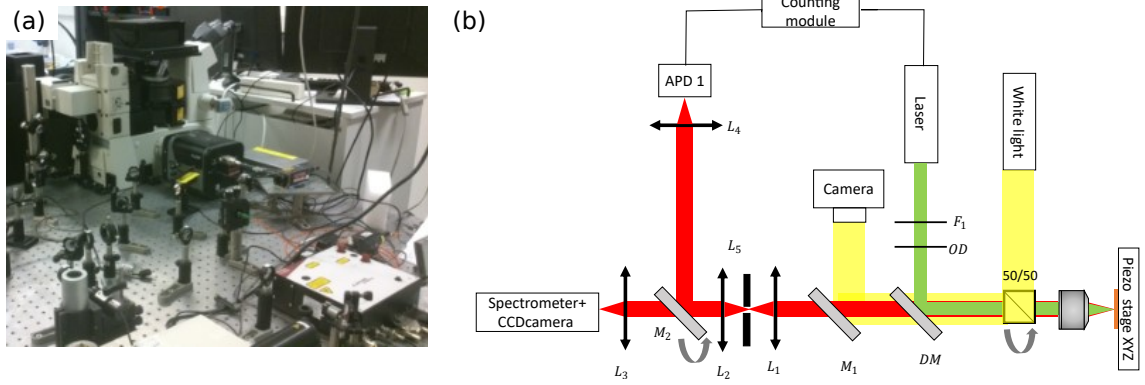 (a)
(b)
Counting
module
APD 1
L4
Laser
White light
Camera
F1
OD
L5
50/50
Spectrometer+
CCDcamera
M2
L3
L2
L1
M1
DM
Piezo stage XYZ